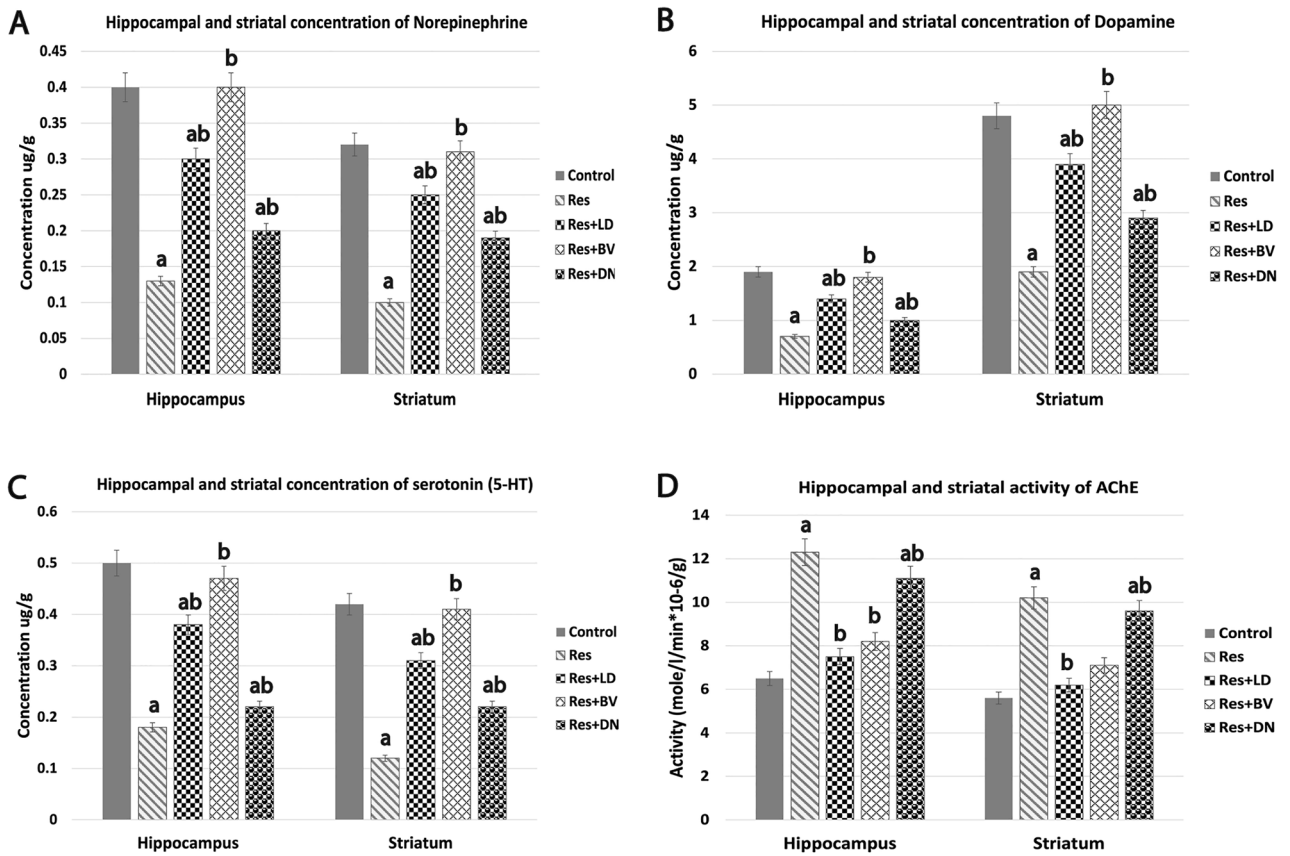 A
Hippocampal and striatal concentration of Norepinephrine
Concentration ug/g
0.45
0.4
0.35
0.3
0.25
0.2
0.15
0.1
0.05
0
a
ab
b
ab
a
ab
b
ab
Hippocampus
Striatum
Control
Res
Res+LD
Res+BV
Res+DN
B
Hippocampal and striatal concentration of Dopamine
Concentration ug/g
6
5
4
3
2
1
0
a
ab
b
ab
a
ab
b
ab
Hippocampus
Striatum
Control
Res
Res+LD
Res+BV
Res+DN
C
Hippocampal and striatal concentration of serotonin (5-HT)
Concentration ug/g
0.6
0.5
0.4
0.3
0.2
0.1
0
a
ab
b
ab
a
ab
b
ab
Hippocampus
Striatum
Control
Res
Res+LD
Res+BV
Res+DN
D
Hippocampal and striatal activity of AChE
Activity (mole/l/min*10-6/g)
14
12
10
8
6
4
2
0
a
b
b
ab
a
b
ab
Hippocampus
Striatum
Control
Res
Res+LD
Res+BV
Res+DN